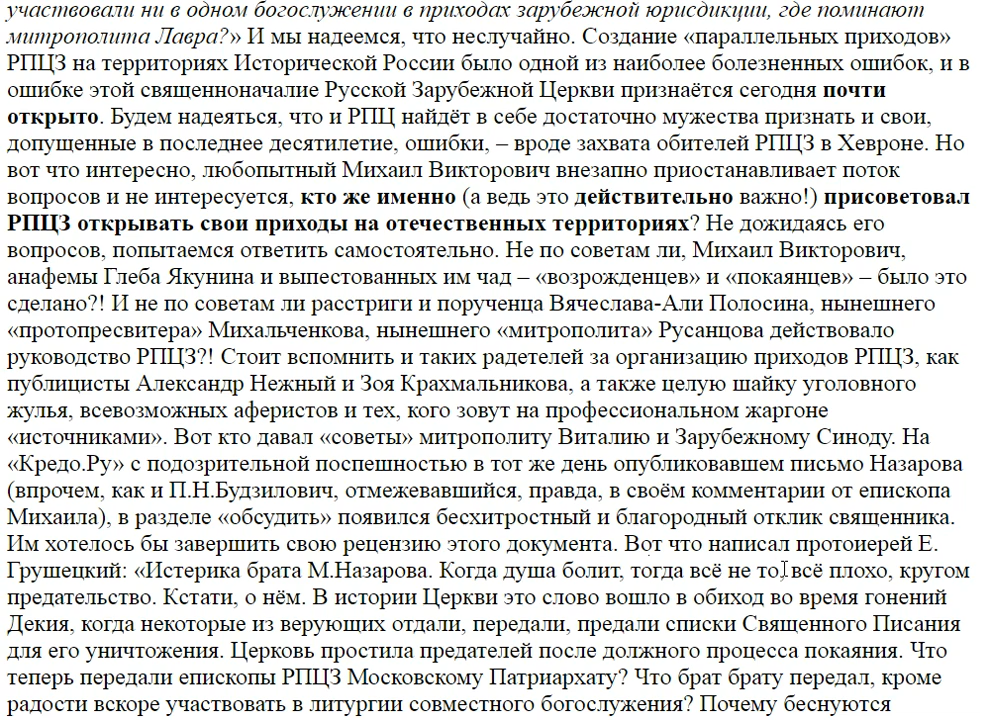 участвовали ни в одном богослужении в приходах зарубежной юрисдикции, где поминают
митрополита Лавра?» И мы надеемся, что неслучайно. Создание «параллельных приходов»
РПЦЗ на территориях Исторической России было одной из наиболее болезненных ошибок, и в
ошибке этой священноначалие Русской Зарубежной Церкви признаётся сегодня почти
открыто. Будем надеяться, что и РПЦ найдёт в себе достаточно мужества признать и свои,
допущенные в последнее десятилетие, ошибки, – вроде захвата обителей РПЦЗ в Хевроне. Но
вот что интересно, любопытный Михаил Викторович внезапно приостанавливает поток
вопросов и не интересуется, кто же именно (а ведь это действительно важно!) присоветовал
РПЦЗ открывать свои приходы на отечественных территориях? Не дожидаясь его
вопросов, попытаемся ответить самостоятельно. Не по советам ли, Михаил Викторович,
анафемы Глеба Якунина и выпестованных им чад – «возрожденцев» и «покаянцев» – было это
сделано?! И не по советам ли расстриги и порученца Вячеслава-Али Полосина, нынешнего
«протопресвитера» Михальченкова, нынешнего «митрополита» Русанцова действовало
руководство РПЦЗ?! Стоит вспомнить и таких радетелей за организацию приходов РПЦЗ, как
публицисты Александр Нежный и Зоя Крахмальникова, а также целую шайку уголовного
жулья, всевозможных аферистов и тех, кого зовут на профессиональном жаргоне
«источниками». Вот кто давал «советы» митрополиту Виталию и Зарубежному Синоду. На
«Кредо.Ру» с подозрительной поспешностью в тот же день опубликовавшем письмо Назарова
(впрочем, как и П.Н.Будзилович, отмежевавшийся, правда, в своём комментарии от епископа
Михаила), в разделе «обсудить» появился бесхитростный и благородный отклик священника.
Им хотелось бы завершить свою рецензию этого документа. Вот что написал протоиерей Е.
Грушецкий: «Истерика брата М.Назарова. Когда душа болит, тогда всё не то, всё плохо, кругом
предательство. Кстати, о нём. В истории Церкви это слово вошло в обиход во время гонений
Декия, когда некоторые из верующих отдали, передали, предали списки Священного Писания
для его уничтожения. Церковь простила предателей после должного процесса покаяния. Что
теперь передали епископы РПЦЗ Московскому Патриархату? Что брат брату передал, кроме
радости вскоре участвовать в литургии совместного богослужения? Почему беснуются